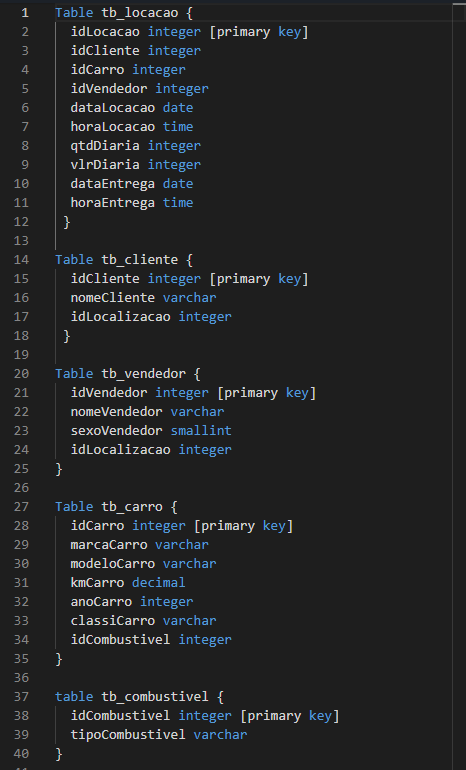 1 Table tb_locacao {
2 idLocacao integer [primary key]
3 idCliente integer
4 idCarro integer
5 idVendedor integer
6 dataLocacao date
7 horaLocacao time
8 qtdDiaria integer
9 vlrDiaria integer
10 dataEntrega date
11 horaEntrega time
12 }
13
14 Table tb_cliente {
15 idCliente integer [primary key]
16 nomeCliente varchar
17 idLocalizacao integer
18 }
19
20 Table tb_vendedor {
21 idVendedor integer [primary key]
22 nomeVendedor varchar
23 sexoVendedor smallint
24 idLocalizacao integer
25 }
26
27 Table tb_carro {
28 idCarro integer [primary key]
29 marcaCarro varchar
30 modeloCarro varchar
31 kmCarro decimal
32 anoCarro integer
33 classiCarro varchar
34 idCombustivel integer
35 }
36
37 table tb_combustivel {
38 idCombustivel integer [primary key]
39 tipoCombustivel varchar
40 }